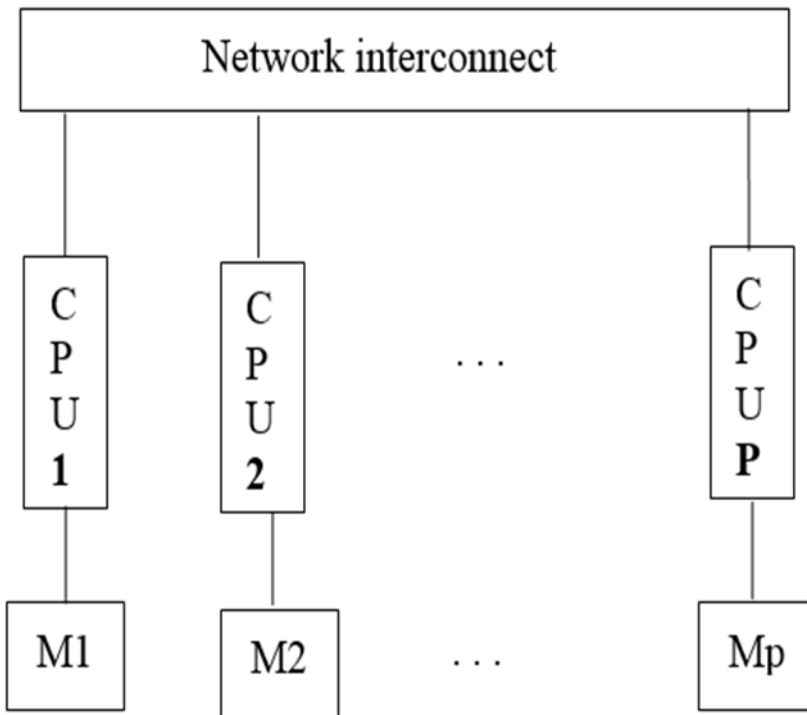 Network interconnect
C
P
U
1
C
P
U
2
. . .
C
P
U
P
M1
M2
. . .
Mp